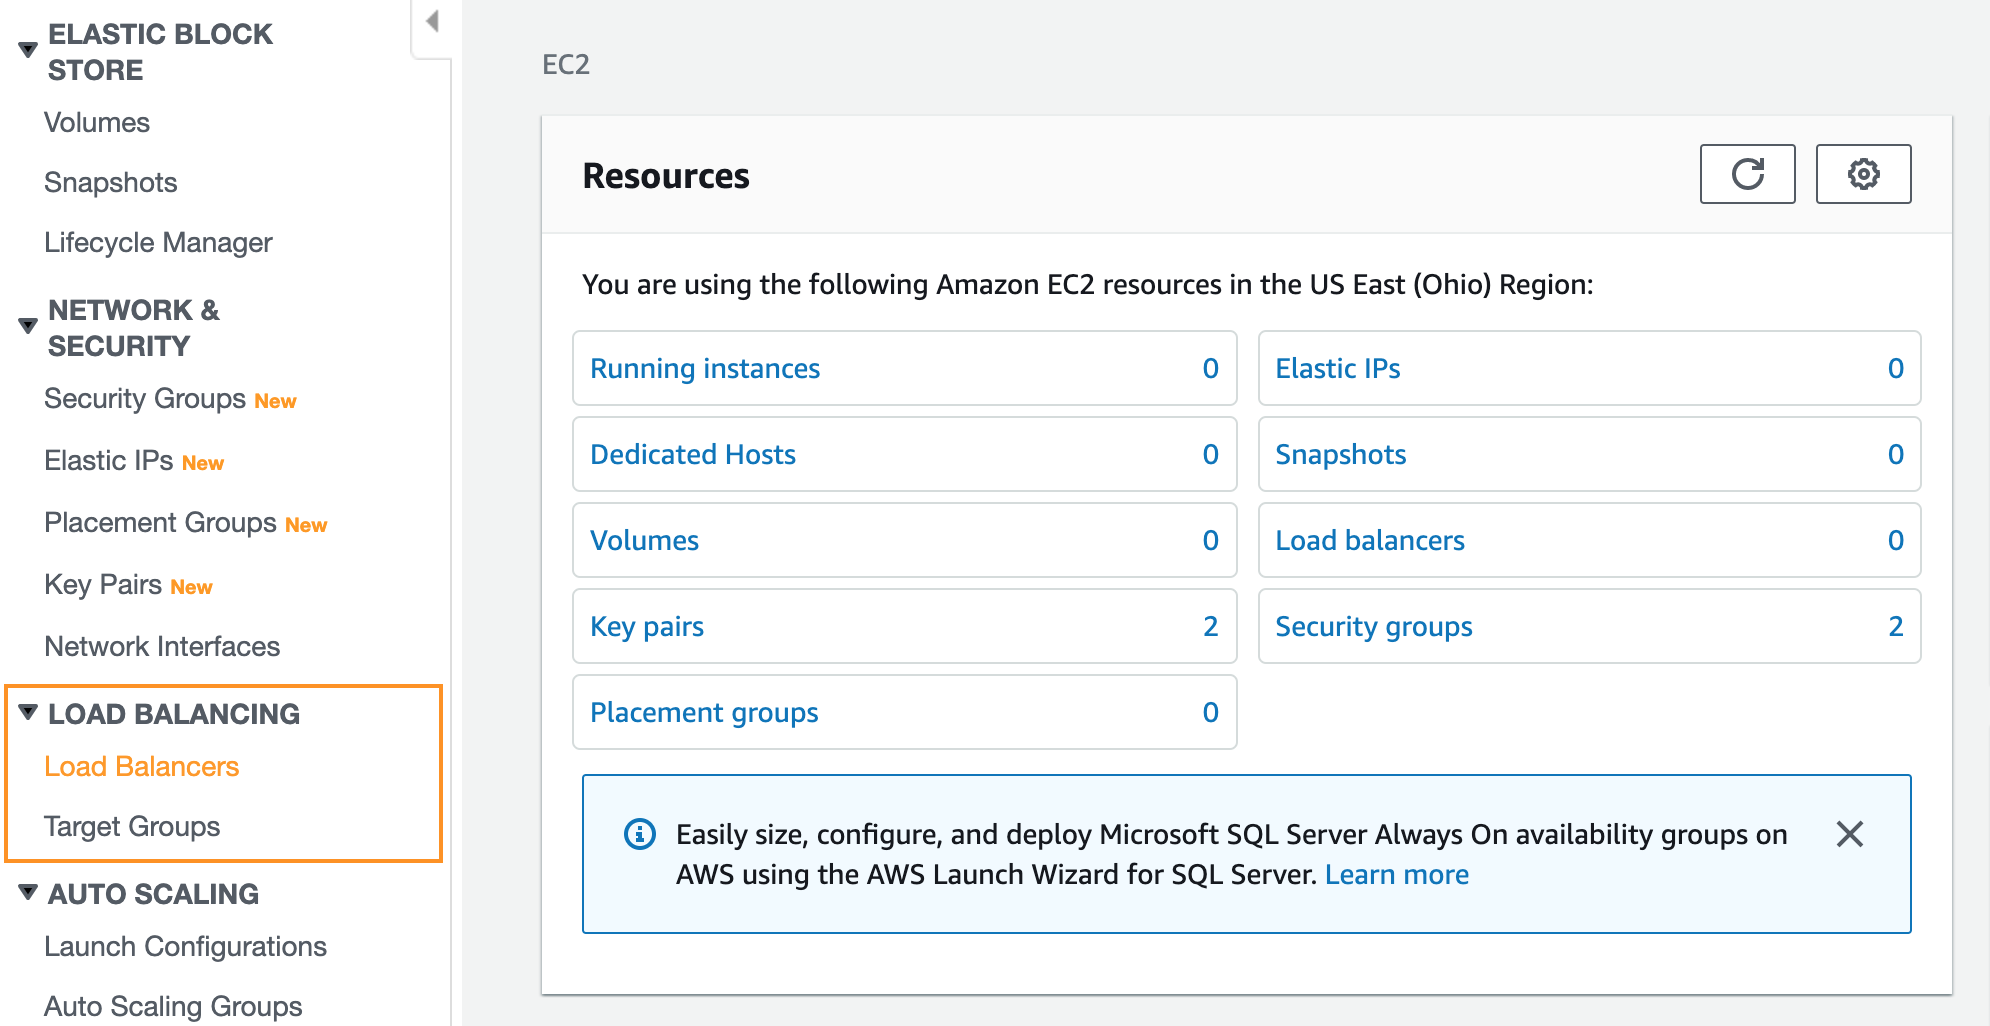 ELASTIC BLOCK
STORE
Volumes
Snapshots
Lifecycle Manager
NETWORK &
SECURITY
Security Groups New
Elastic IPs New
Placement Groups New
Key Pairs New
Network Interfaces
LOAD BALANCING
Load Balancers
Target Groups
AUTO SCALING
Launch Configurations
Auto Scaling Groups
EC2
Resources
You are using the following Amazon EC2 resources in the US East (Ohio) Region:
Running instances 0
Elastic IPs 0
Dedicated Hosts 0
Snapshots 0
Volumes 0
Load balancers 0
Key pairs 2
Security groups 2
Placement groups 0
Easily size, configure, and deploy Microsoft SQL Server Always On availability groups on
AWS using the AWS Launch Wizard for SQL Server. Learn more